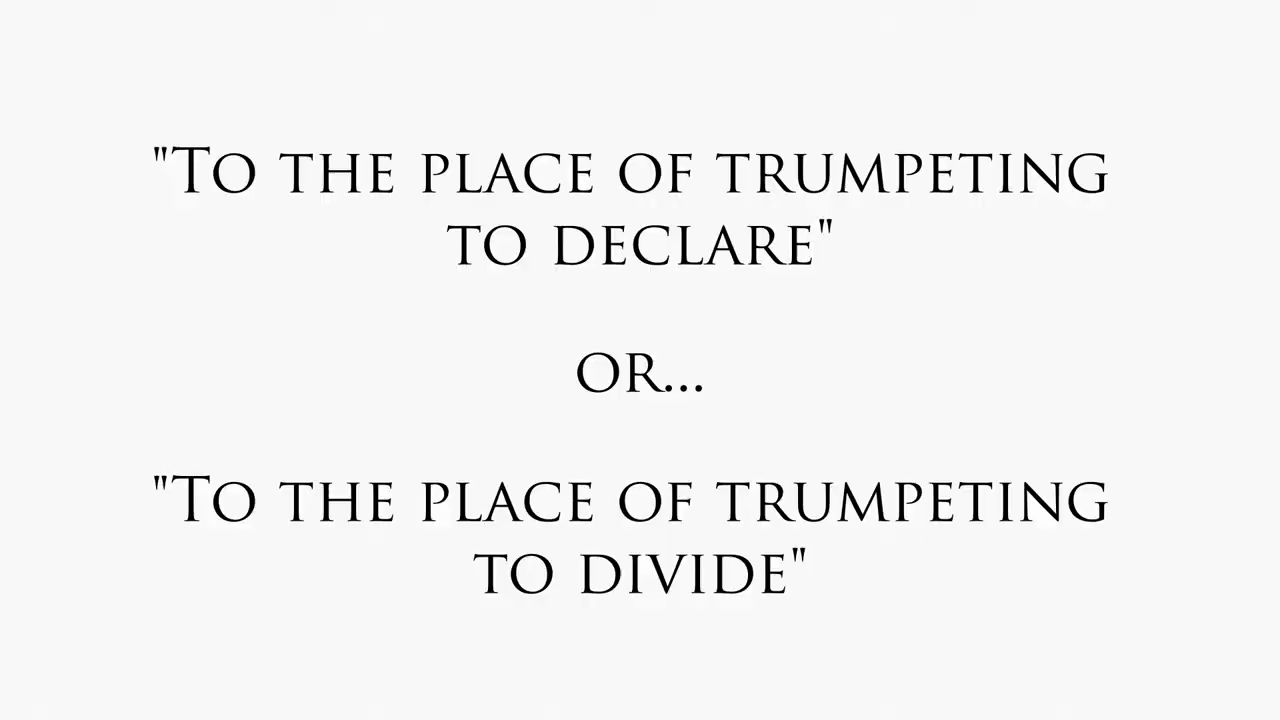 "To the place of trumpeting
to declare"
or...
"To the place of trumpeting
to divide"